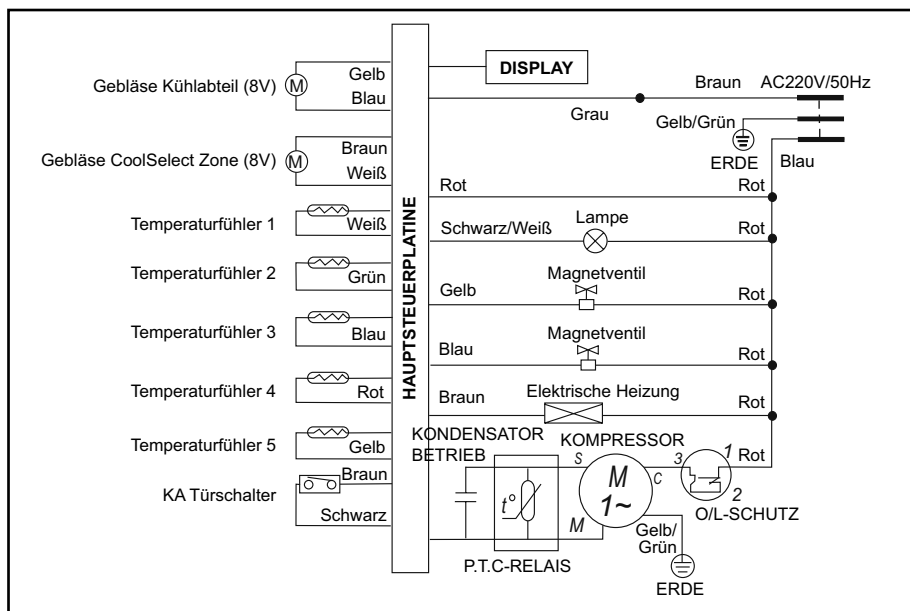 Gebläse Kühlabteil (8V)
M
Gelb
Blau
DISPLAY
Braun
AC220V/50Hz
Grau
Gelb/Grün
ERDE
Blau
Gebläse CoolSelect Zone (8V)
M
Braun
Weiß
HAUPTSTEUERPLATINE
Rot
Rot
Temperaturfühler 1
Weiß
Schwarz/Weiß
Lampe
Rot
Temperaturfühler 2
Grün
Gelb
Magnetventil
Rot
Temperaturfühler 3
Blau
Blau
Magnetventil
Rot
Temperaturfühler 4
Rot
Braun
Elektrische Heizung
Rot
Temperaturfühler 5
Gelb
KA Türschalter
Braun
Schwarz
KONDENSATOR
BETRIEB
KOMPRESSOR
S
M
1~
C
M
3
1
2
Rot
O/L-SCHUTZ
t°
P.T.C-RELAIS
Gelb/
Grün
ERDE